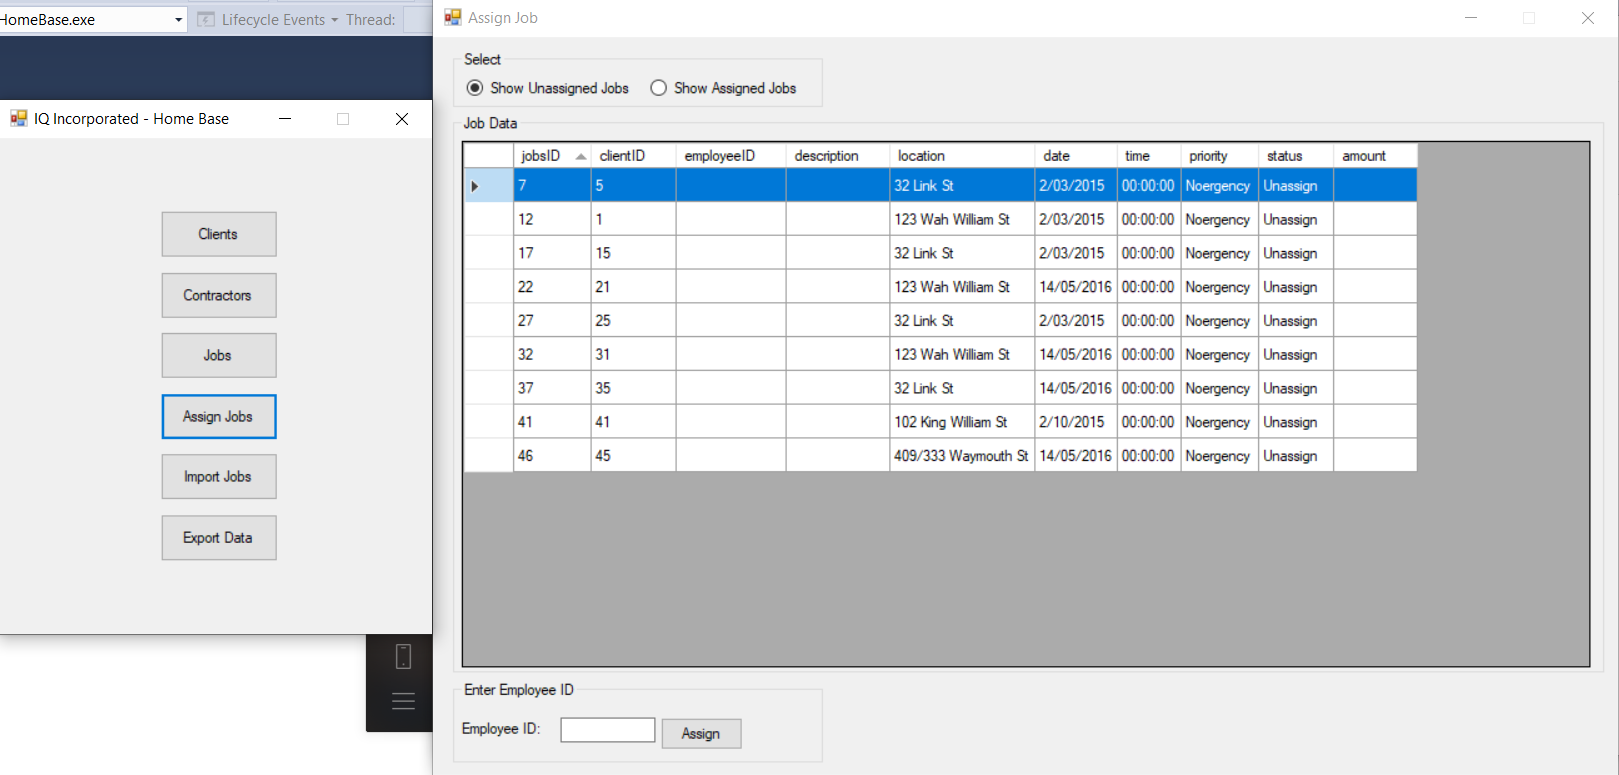 HomeBase.exe
Lifecycle Events
Thread:
IQ Incorporated - Home Base
Clients
Contractors
Jobs
Assign Jobs
Import Jobs
Export Data
Assign Job
Select
Show Unassigned Jobs Show Assigned Jobs
Job Data
jobsID clientID employeeID description location date time priority status amount
7 5 32 Link St 2/03/2015 00:00:00 Noergency Unassign
12 1 123 Wah William St 2/03/2015 00:00:00 Noergency Unassign
17 15 32 Link St 2/03/2015 00:00:00 Noergency Unassign
22 21 123 Wah William St 14/05/2016 00:00:00 Noergency Unassign
27 25 32 Link St 2/03/2015 00:00:00 Noergency Unassign
32 31 123 Wah William St 14/05/2016 00:00:00 Noergency Unassign
37 35 32 Link St 14/05/2016 00:00:00 Noergency Unassign
41 41 102 King William St 2/10/2015 00:00:00 Noergency Unassign
46 45 409/333 Waymouth St 14/05/2016 00:00:00 Noergency Unassign
Enter Employee ID
Employee ID: Assign